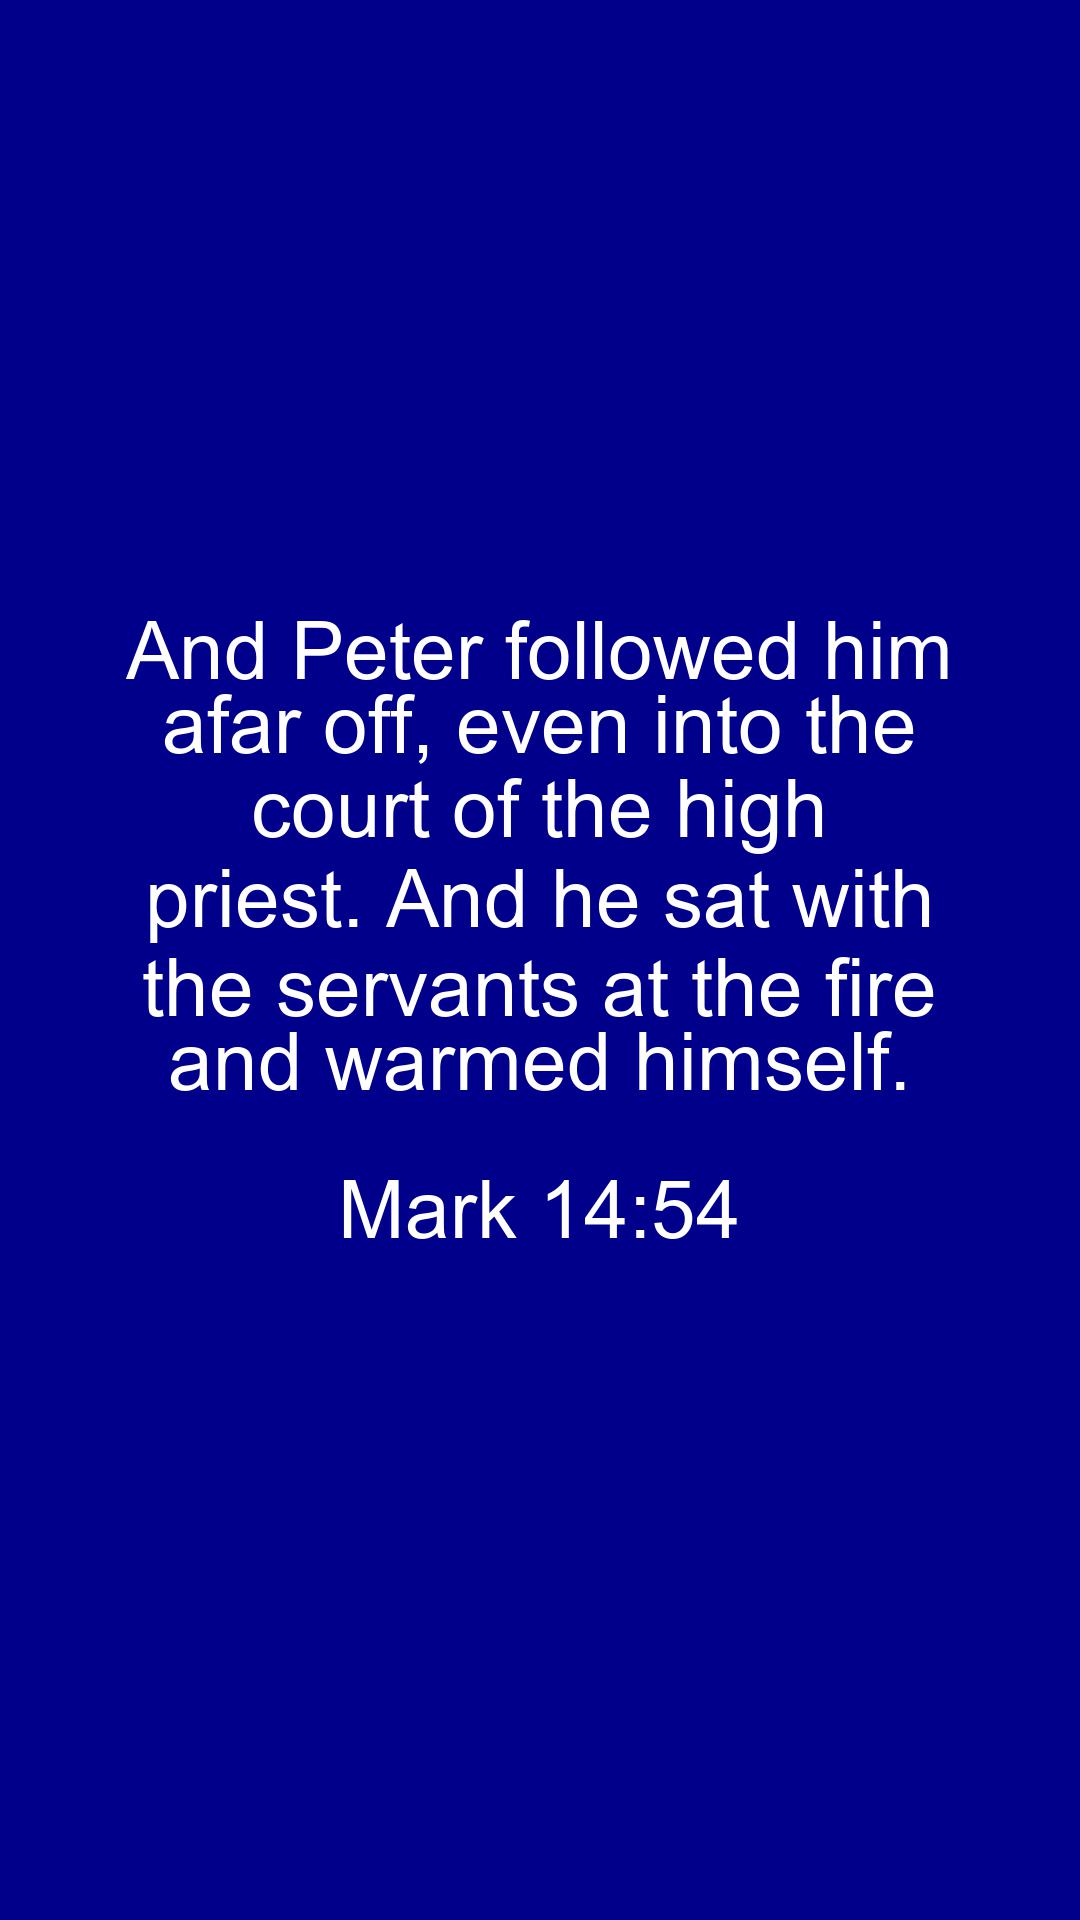 And Peter followed him
afar off, even into the
court of the high
priest. And he sat with
the servants at the fire
and warmed himself.
Mark 14:54